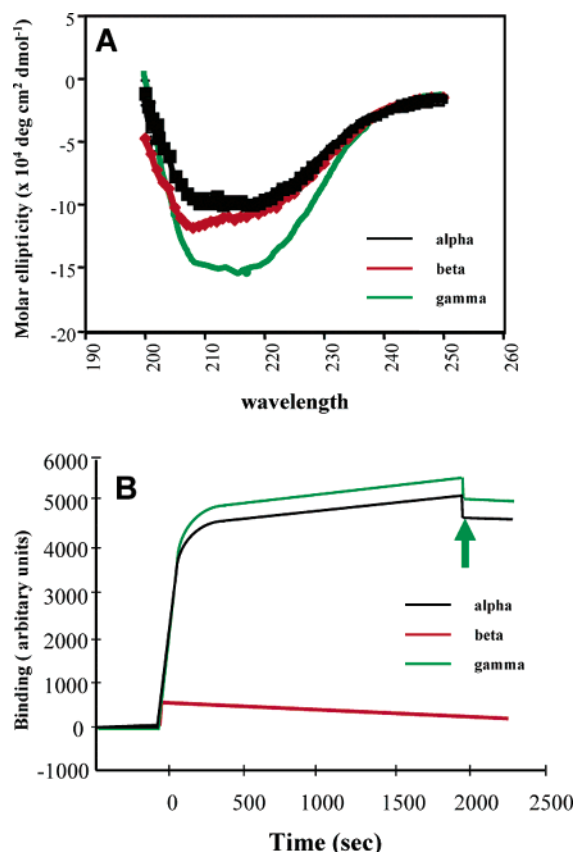 A
Molar ellipticity (x 10⁴ deg cm² dmol⁻¹)
5
0
-5
-10
-15
-20
190
200
210
220
230
240
250
260
wavelength
alpha
beta
gamma
B
Binding ( arbitary units)
6000
5000
4000
3000
2000
1000
0
-1000
0
500
1000
1500
2000
2500
Time (sec)
alpha
beta
gamma